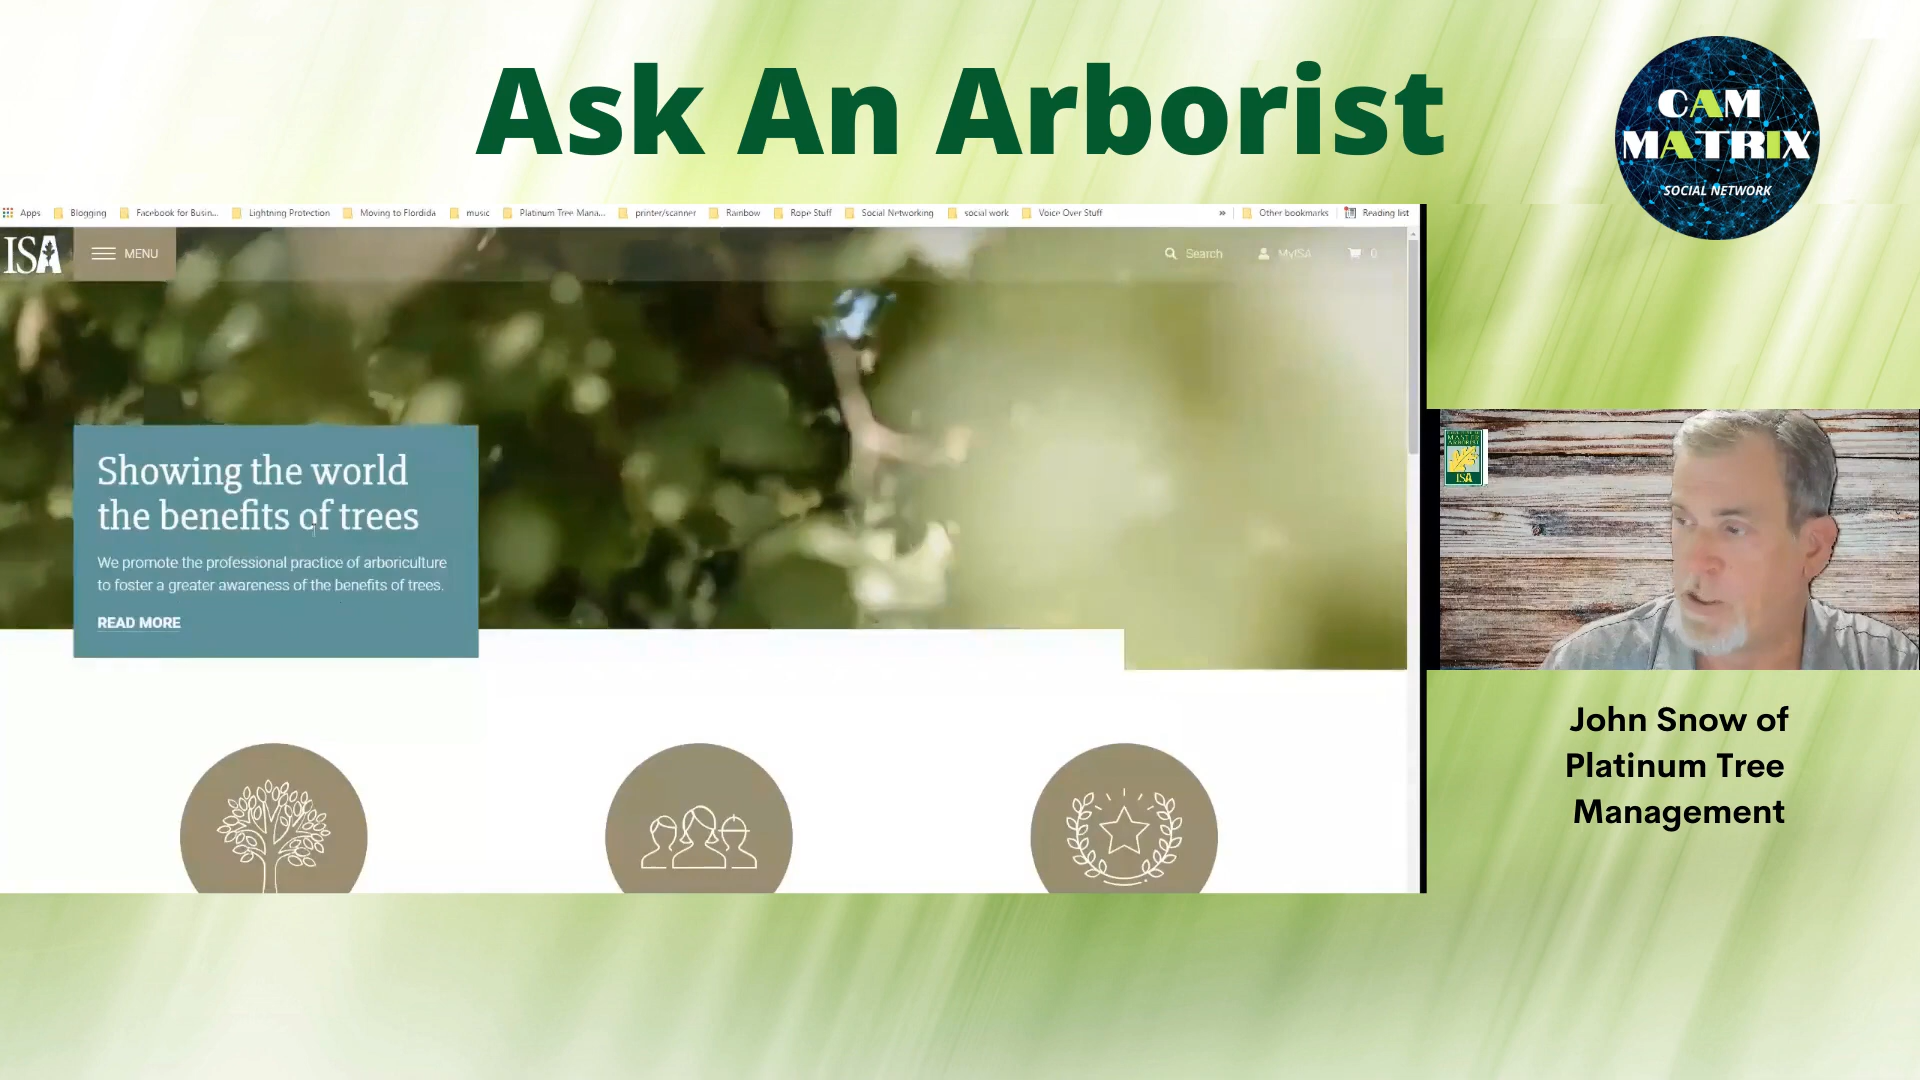 Ask An Arborist
CAM
MATRIX
SOCIAL NETWORK
Apps Blogging Facebook for Busin... Lightning Protection Moving to Flordida music Platinum Tree Mana... printer/scanner Rainbow Rope Stuff Social Networking social work Voice Over Stuff » Other bookmarks Reading list
ISA MENU Search MyISA 0
Showing the world
the benefits of trees
We promote the professional practice of arboriculture
to foster a greater awareness of the benefits of trees.
READ MORE
MASTER
ARBORIST
ISA
John Snow of
Platinum Tree
Management